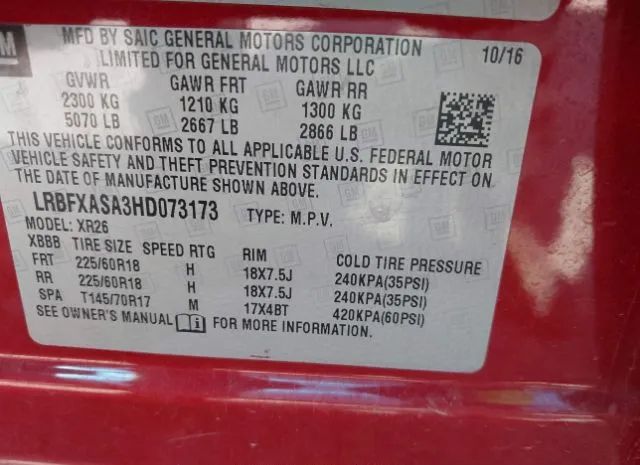 GM
MFD BY SAIC GENERAL MOTORS CORPORATION
LIMITED FOR GENERAL MOTORS LLC
10/16
GVWR GAWR FRT GAWR RR
2300 KG 1210 KG 1300 KG
5070 LB 2667 LB 2866 LB
THIS VEHICLE CONFORMS TO ALL APPLICABLE U.S. FEDERAL MOTOR
VEHICLE SAFETY AND THEFT PREVENTION STANDARDS IN EFFECT ON
THE DATE OF MANUFACTURE SHOWN ABOVE.
LRBFXASA3HD073173 TYPE: M.P.V.
MODEL: XR26
XBBB TIRE SIZE SPEED RTG RIM COLD TIRE PRESSURE
FRT 225/60R18 H 18X7.5J 240KPA(35PSI)
RR 225/60R18 H 18X7.5J 240KPA(35PSI)
SPA T145/70R17 M 17X4BT 420KPA(60PSI)
SEE OWNER'S MANUAL FOR MORE INFORMATION.